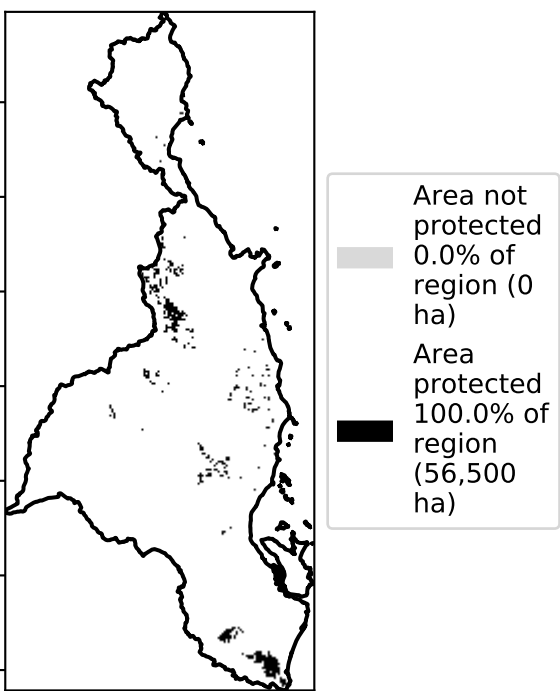 Area not
protected
0.0% of
region (0
ha)
Area
protected
100.0% of
region
(56,500
ha)